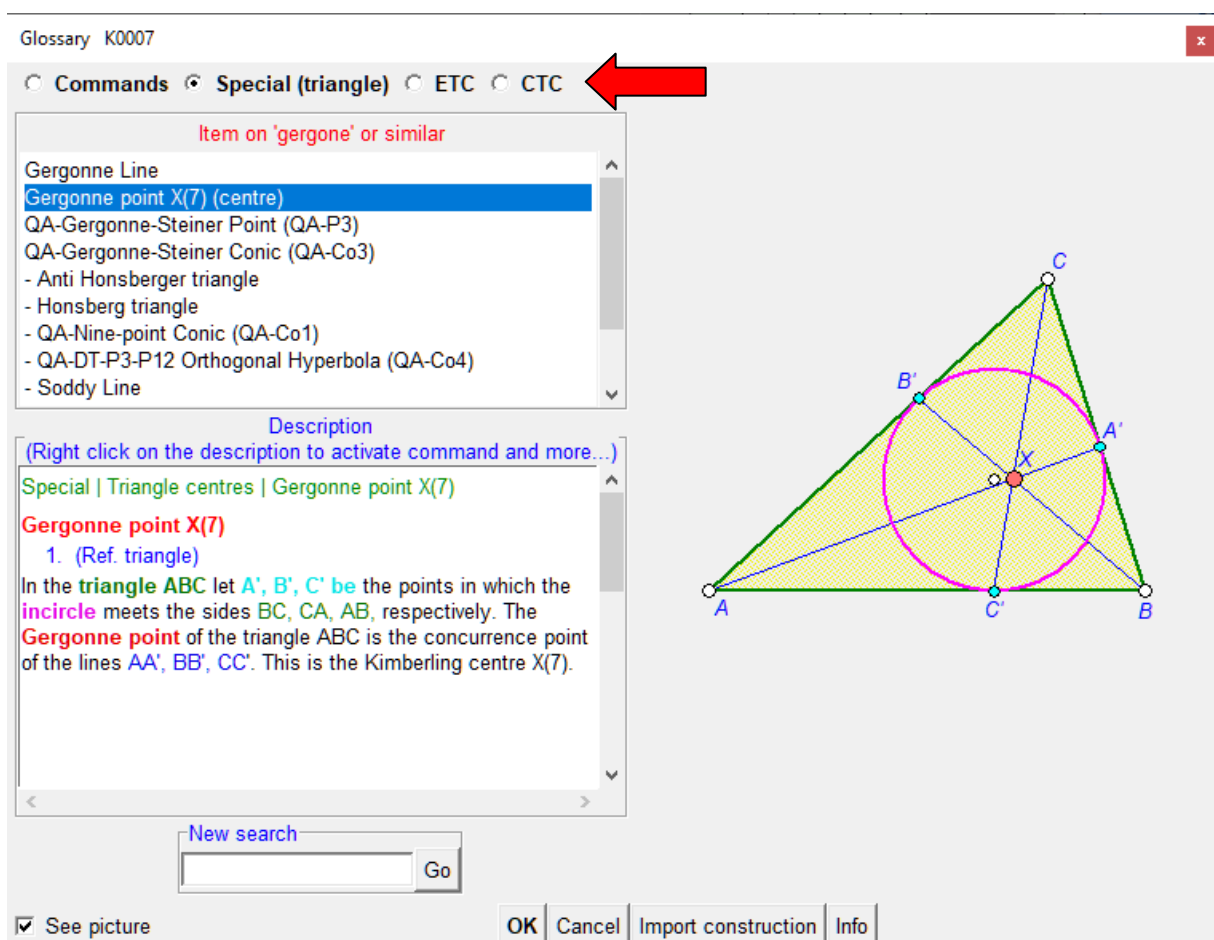 Glossary K0007
x
Commands Special (triangle) ETC CTC
Item on 'gergone' or similar
Gergonne Line
Gergonne point X(7) (centre)
QA-Gergonne-Steiner Point (QA-P3)
QA-Gergonne-Steiner Conic (QA-Co3)
- Anti Honsberger triangle
- Honsberg triangle
- QA-Nine-point Conic (QA-Co1)
- QA-DT-P3-P12 Orthogonal Hyperbola (QA-Co4)
- Soddy Line
Description
(Right click on the description to activate command and more...)
Special | Triangle centres | Gergonne point X(7)
Gergonne point X(7)
1. (Ref. triangle)
In the triangle ABC let A', B', C' be the points in which the
incircle meets the sides BC, CA, AB, respectively. The
Gergonne point of the triangle ABC is the concurrence point
of the lines AA', BB', CC'. This is the Kimberling centre X(7).
New search
Go
See picture
OK Cancel Import construction Info
C
B'
A'
X
A
C'
B